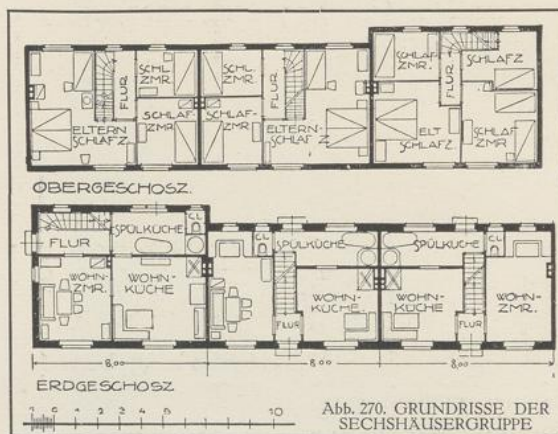 SCHL.
ZMR.
SCHL.
ZMR.
SCHLAF-
ZMR.
SCHLAFZ
FLUR
FLUR
FLUR
ELTERN
SCHLAFZ
SCHLAF-
ZMR
SCHLAF-
ZMR
ELTERN-
SCHLAFZ
ELT.
SCHLAFZ
SCHLAF
ZMR
OBERGESCHOSZ.
FLUR
SPÜLKÜCHE
CL
CL
SPÜLKÜCHE
SPÜLKÜCHE
CL
WOHN-
ZMR.
WOHN-
KÜCHE
FLUR
WOHN-
KÜCHE
WOHN-
KÜCHE
FLUR
WOHN-
ZMR.
8,00
8,00
8,00
ERDGESCHOSZ
1 2 3 4 5 10
Abb. 270. GRUNDRISSE DER
SECHSHÄUSERGRUPPE